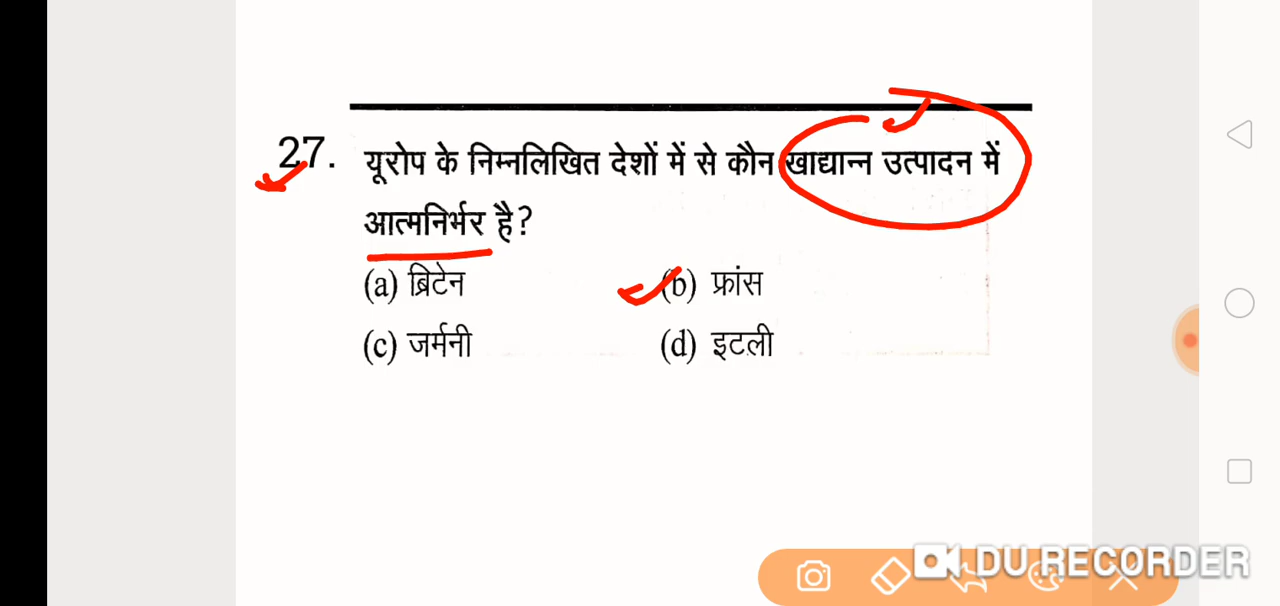 27. यूरोप के निम्नलिखित देशों में से कौन खाद्यान्न उत्पादन में
आत्मनिर्भर है?
(a) ब्रिटेन (b) फ्रांस
(c) जर्मनी (d) इटली
DU RECORDER